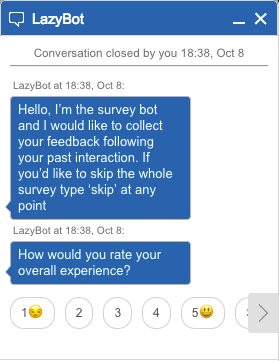 LazyBot
Conversation closed by you 18:38, Oct 8
LazyBot at 18:38, Oct 8:
Hello, I'm the survey bot
and I would like to collect
your feedback following
your past interaction. If
you'd like to skip the whole
survey type 'skip' at any
point
LazyBot at 18:38, Oct 8:
How would you rate your
overall experience?
1😒 2 3 4 5😃